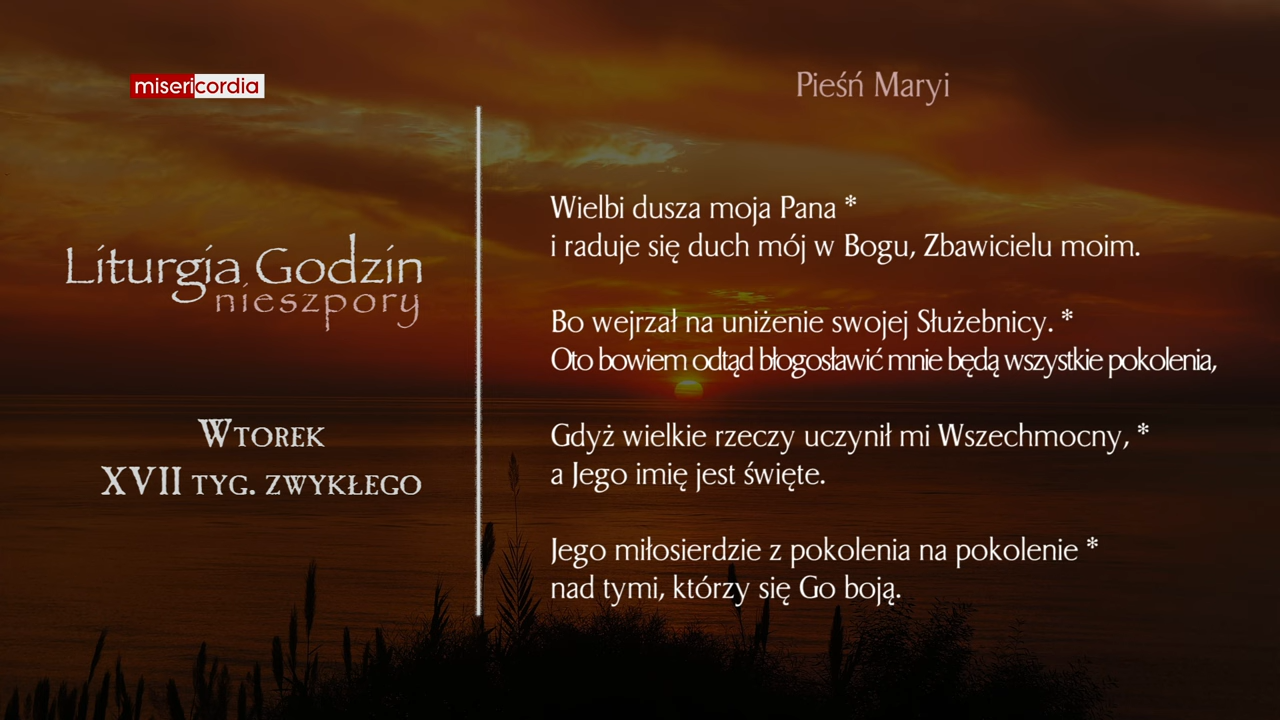 misericordia
Liturgia Godzin
nieszpory
Wtorek
XVII tyg. zwykłego
Pieśń Maryi
Wielbi dusza moja Pana *
i raduje się duch mój w Bogu, Zbawicielu moim.
Bo wejrzał na uniżenie swojej Służebnicy. *
Oto bowiem odtąd błogosławić mnie będą wszystkie pokolenia,
Gdyż wielkie rzeczy uczynił mi Wszechmocny, *
a Jego imię jest święte.
Jego miłosierdzie z pokolenia na pokolenie *
nad tymi, którzy się Go boją.